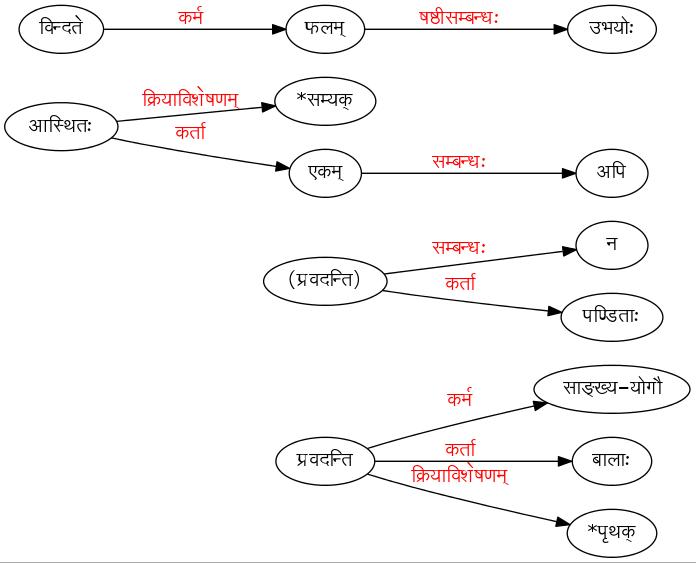 विन्दते कर्म फलम् षष्ठीसम्बन्धः उभयोः
क्रियाविशेषणम् *सम्यक्
आस्थितः
कर्ता
एकम् सम्बन्धः अपि
सम्बन्धः न
(प्रवदन्ति)
कर्ता
पण्डिताः
साङ्ख्य-योगौ
कर्म
कर्ता
प्रवदन्ति बालाः
क्रियाविशेषणम्
*पृथक्